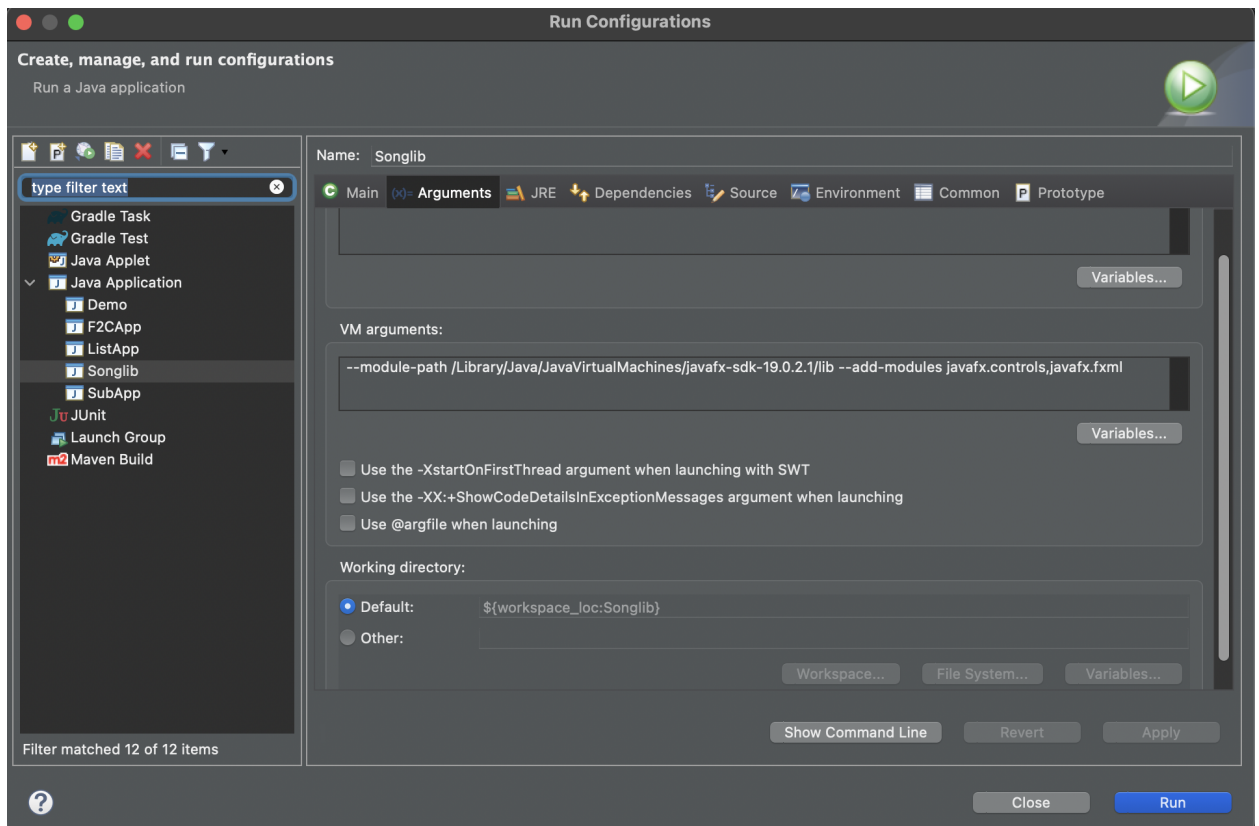 Run Configurations
Create, manage, and run configurations
Run a Java application
type filter text
Gradle Task
Gradle Test
Java Applet
Java Application
Demo
F2CApp
ListApp
Songlib
SubApp
JUnit
Launch Group
Maven Build
Filter matched 12 of 12 items
Name: Songlib
Main (x)= Arguments JRE Dependencies Source Environment Common Prototype
Variables...
VM arguments:
--module-path /Library/Java/JavaVirtualMachines/javafx-sdk-19.0.2.1/lib --add-modules javafx.controls,javafx.fxml
Variables...
Use the -XstartOnFirstThread argument when launching with SWT
Use the -XX:+ShowCodeDetailsInExceptionMessages argument when launching
Use @argfile when launching
Working directory:
Default: ${workspace_loc:Songlib}
Other:
Workspace... File System... Variables...
Show Command Line Revert Apply
Close Run